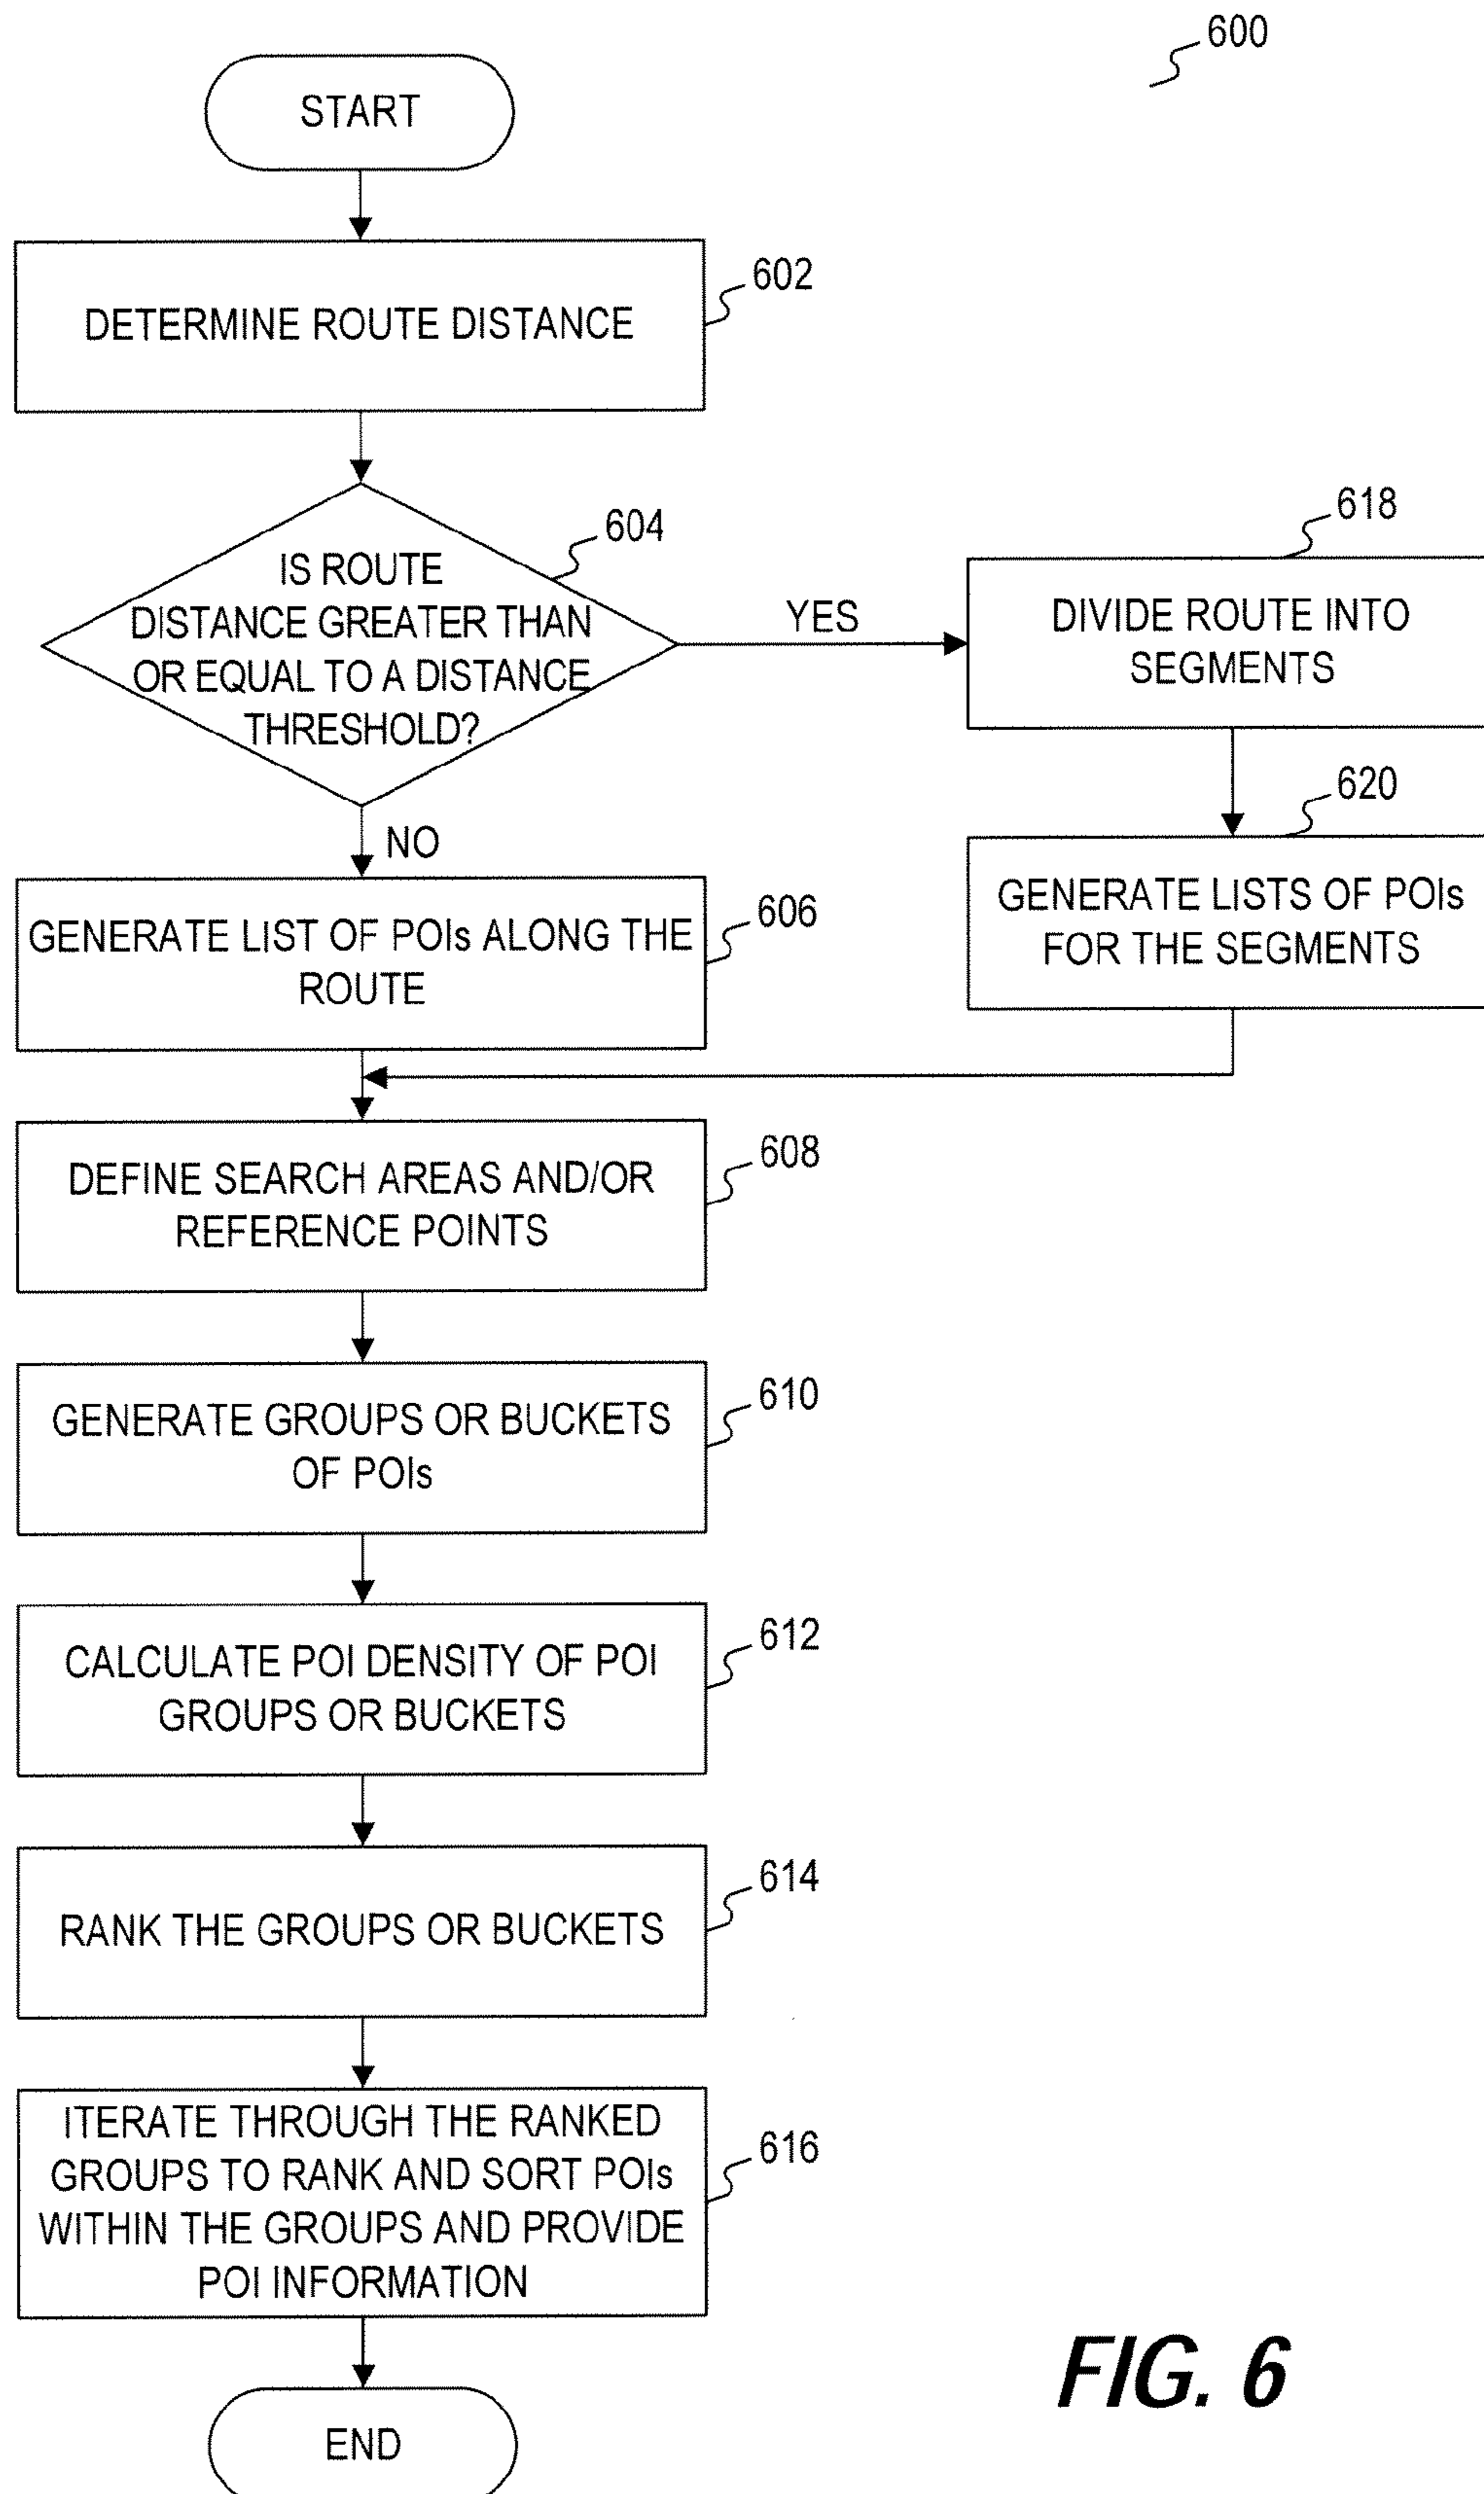 600
START
602
DETERMINE ROUTE DISTANCE
604
IS ROUTE
DISTANCE GREATER THAN
OR EQUAL TO A DISTANCE
THRESHOLD?
YES
618
DIVIDE ROUTE INTO
SEGMENTS
620
GENERATE LISTS OF POIs
FOR THE SEGMENTS
NO
606
GENERATE LIST OF POIs ALONG THE
ROUTE
608
DEFINE SEARCH AREAS AND/OR
REFERENCE POINTS
610
GENERATE GROUPS OR BUCKETS
OF POIs
612
CALCULATE POI DENSITY OF POI
GROUPS OR BUCKETS
614
RANK THE GROUPS OR BUCKETS
616
ITERATE THROUGH THE RANKED
GROUPS TO RANK AND SORT POIs
WITHIN THE GROUPS AND PROVIDE
POI INFORMATION
END
FIG. 6